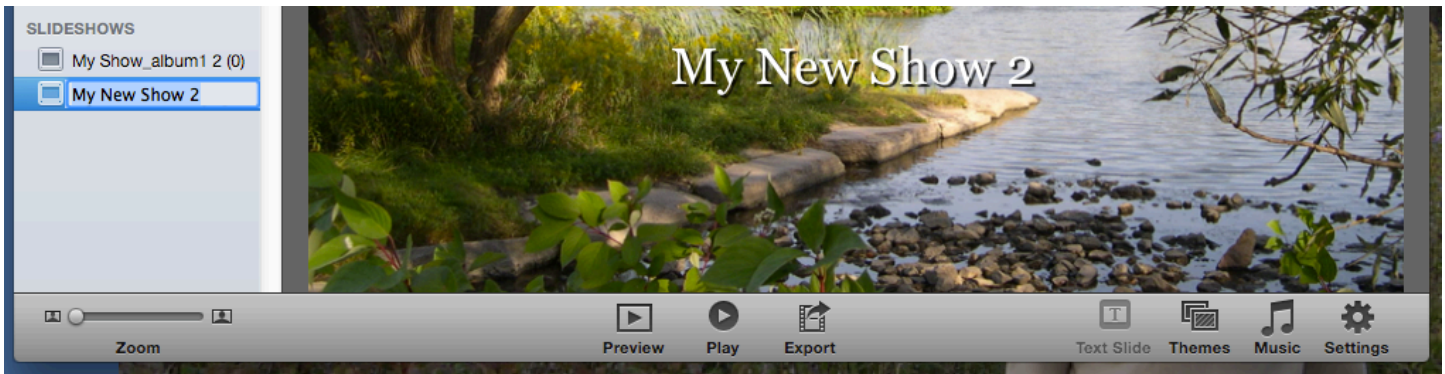 SLIDESHOWS
My Show_album1 2 (0)
My New Show 2
My New Show 2
T
Zoom
Preview
Play
Export
Text Slide
Themes
Music
Settings